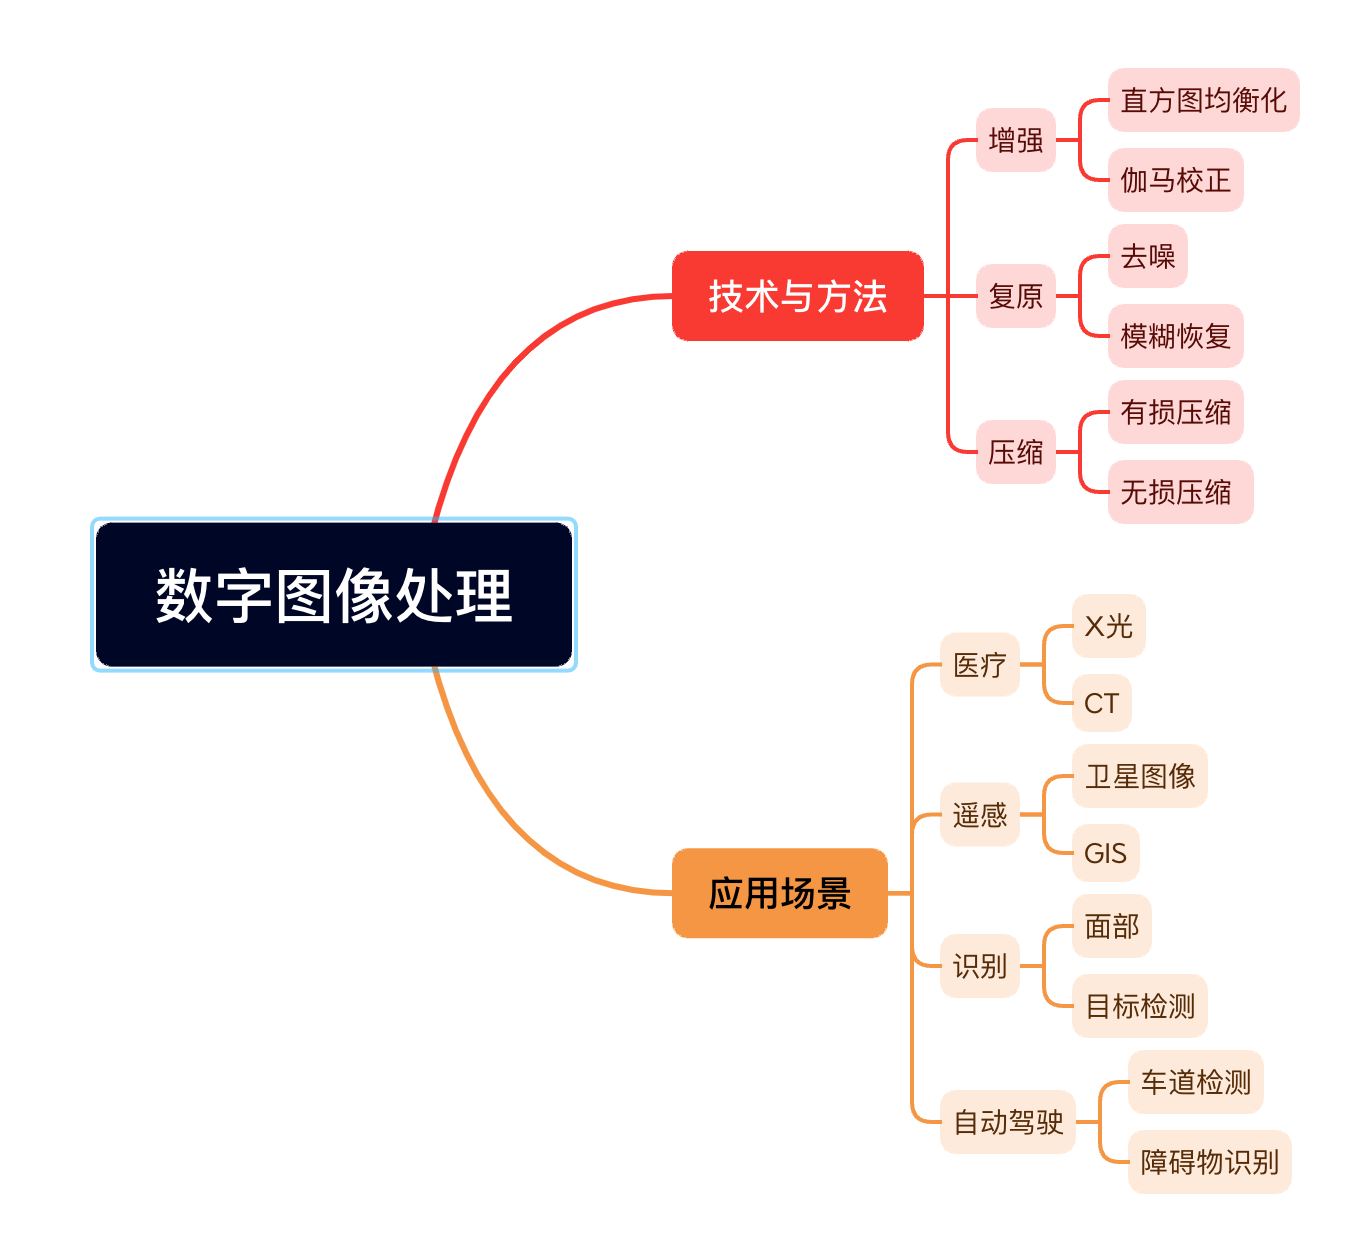 数字图像处理
技术与方法
增强
直方图均衡化
伽马校正
复原
去噪
模糊恢复
压缩
有损压缩
无损压缩
应用场景
医疗
X光
CT
遥感
卫星图像
GIS
识别
面部
目标检测
自动驾驶
车道检测
障碍物识别